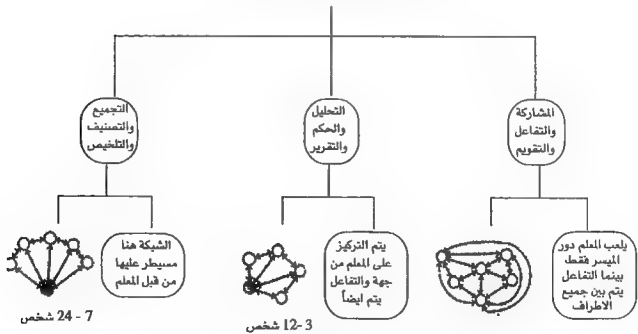 المشاركة
والتفاعل
والتقويم
التحليل
والحكم
والتقرير
التجميع
والتصنيف
والتلخيص
يلعب المعلم دور
الميسر فقط
بينما التفاعل
يتم بين جميع
الاطراف
يتم التركيز
على المعلم من
جهة والتفاعل
يتم ايضاً
3-12 شخص
الشبكة هنا
مسيطر عليها
من قبل المعلم
7 - 24 شخص